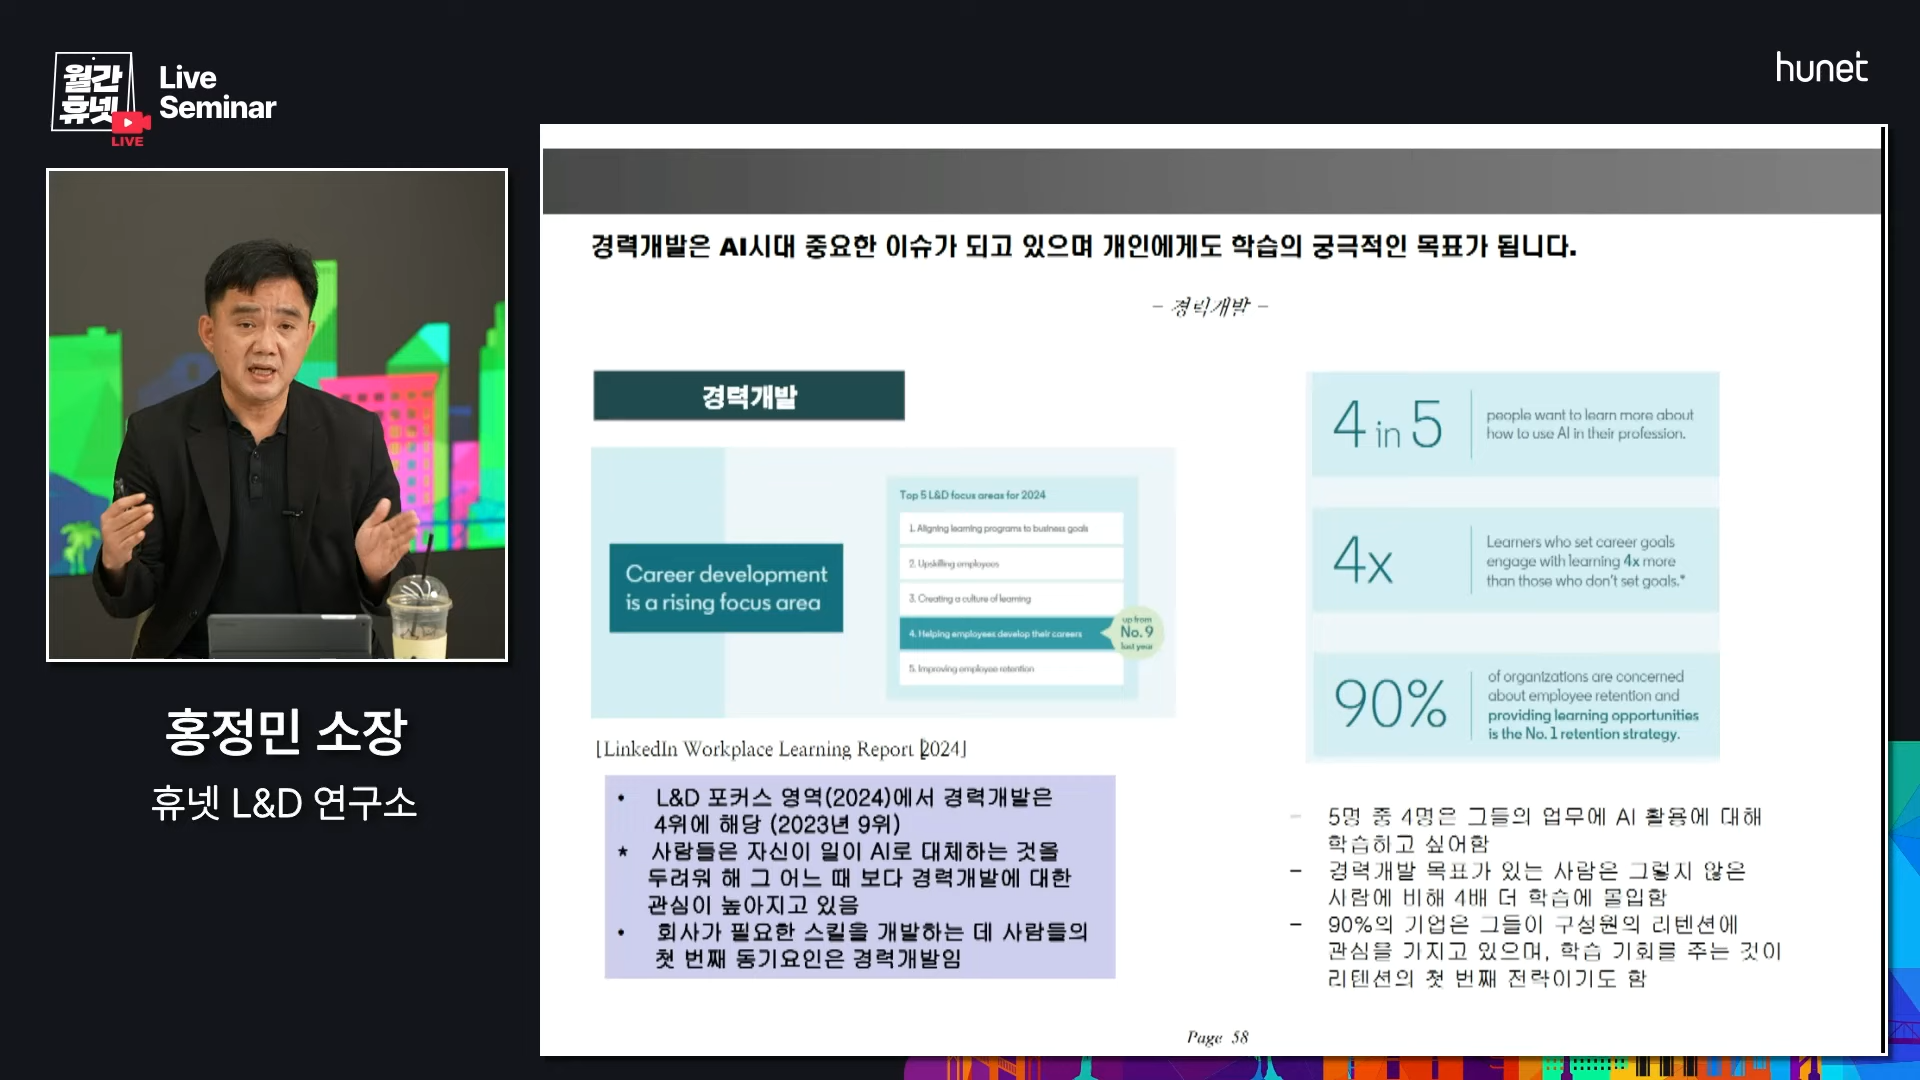 월간
휴넷
LIVE
Live
Seminar
hunet
홍정민 소장
휴넷 L&D 연구소
경력개발은 AI시대 중요한 이슈가 되고 있으며 개인에게도 학습의 궁극적인 목표가 됩니다.
- 경력개발 -
경력개발
Career development
is a rising focus area
Top 5 L&D focus areas for 2024
1. Aligning learning programs to business goals
2. Upskilling employees
3. Creating a culture of learning
4. Helping employees develop their careers
up from
No. 9
last year
5. Improving employee retention
[LinkedIn Workplace Learning Report 2024]
• L&D 포커스 영역(2024)에서 경력개발은
4위에 해당 (2023년 9위)
★ 사람들은 자신이 일이 AI로 대체하는 것을
두려워 해 그 어느 때 보다 경력개발에 대한
관심이 높아지고 있음
• 회사가 필요한 스킬을 개발하는 데 사람들의
첫 번째 동기요인은 경력개발임
4 in 5
people want to learn more about
how to use AI in their profession.
4x
Learners who set career goals
engage with learning 4x more
than those who don't set goals.*
90%
of organizations are concerned
about employee retention and
providing learning opportunities
is the No. 1 retention strategy.
- 5명 중 4명은 그들의 업무에 AI 활용에 대해
학습하고 싶어함
- 경력개발 목표가 있는 사람은 그렇지 않은
사람에 비해 4배 더 학습에 몰입함
- 90%의 기업은 그들이 구성원의 리텐션에
관심을 가지고 있으며, 학습 기회를 주는 것이
리텐션의 첫 번째 전략이기도 함
Page 58